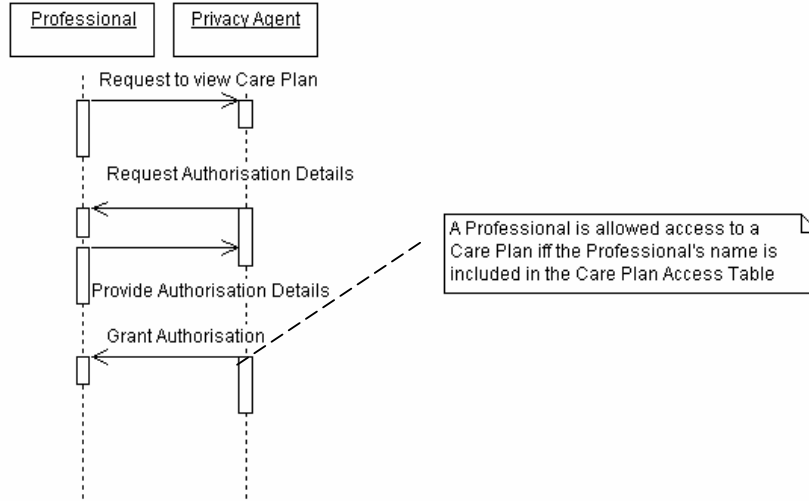 Professional
Privacy Agent
Request to view Care Plan
Request Authorisation Details
A Professional is allowed access to a
Care Plan iff the Professional's name is
included in the Care Plan Access Table
Provide Authorisation Details
Grant Authorisation